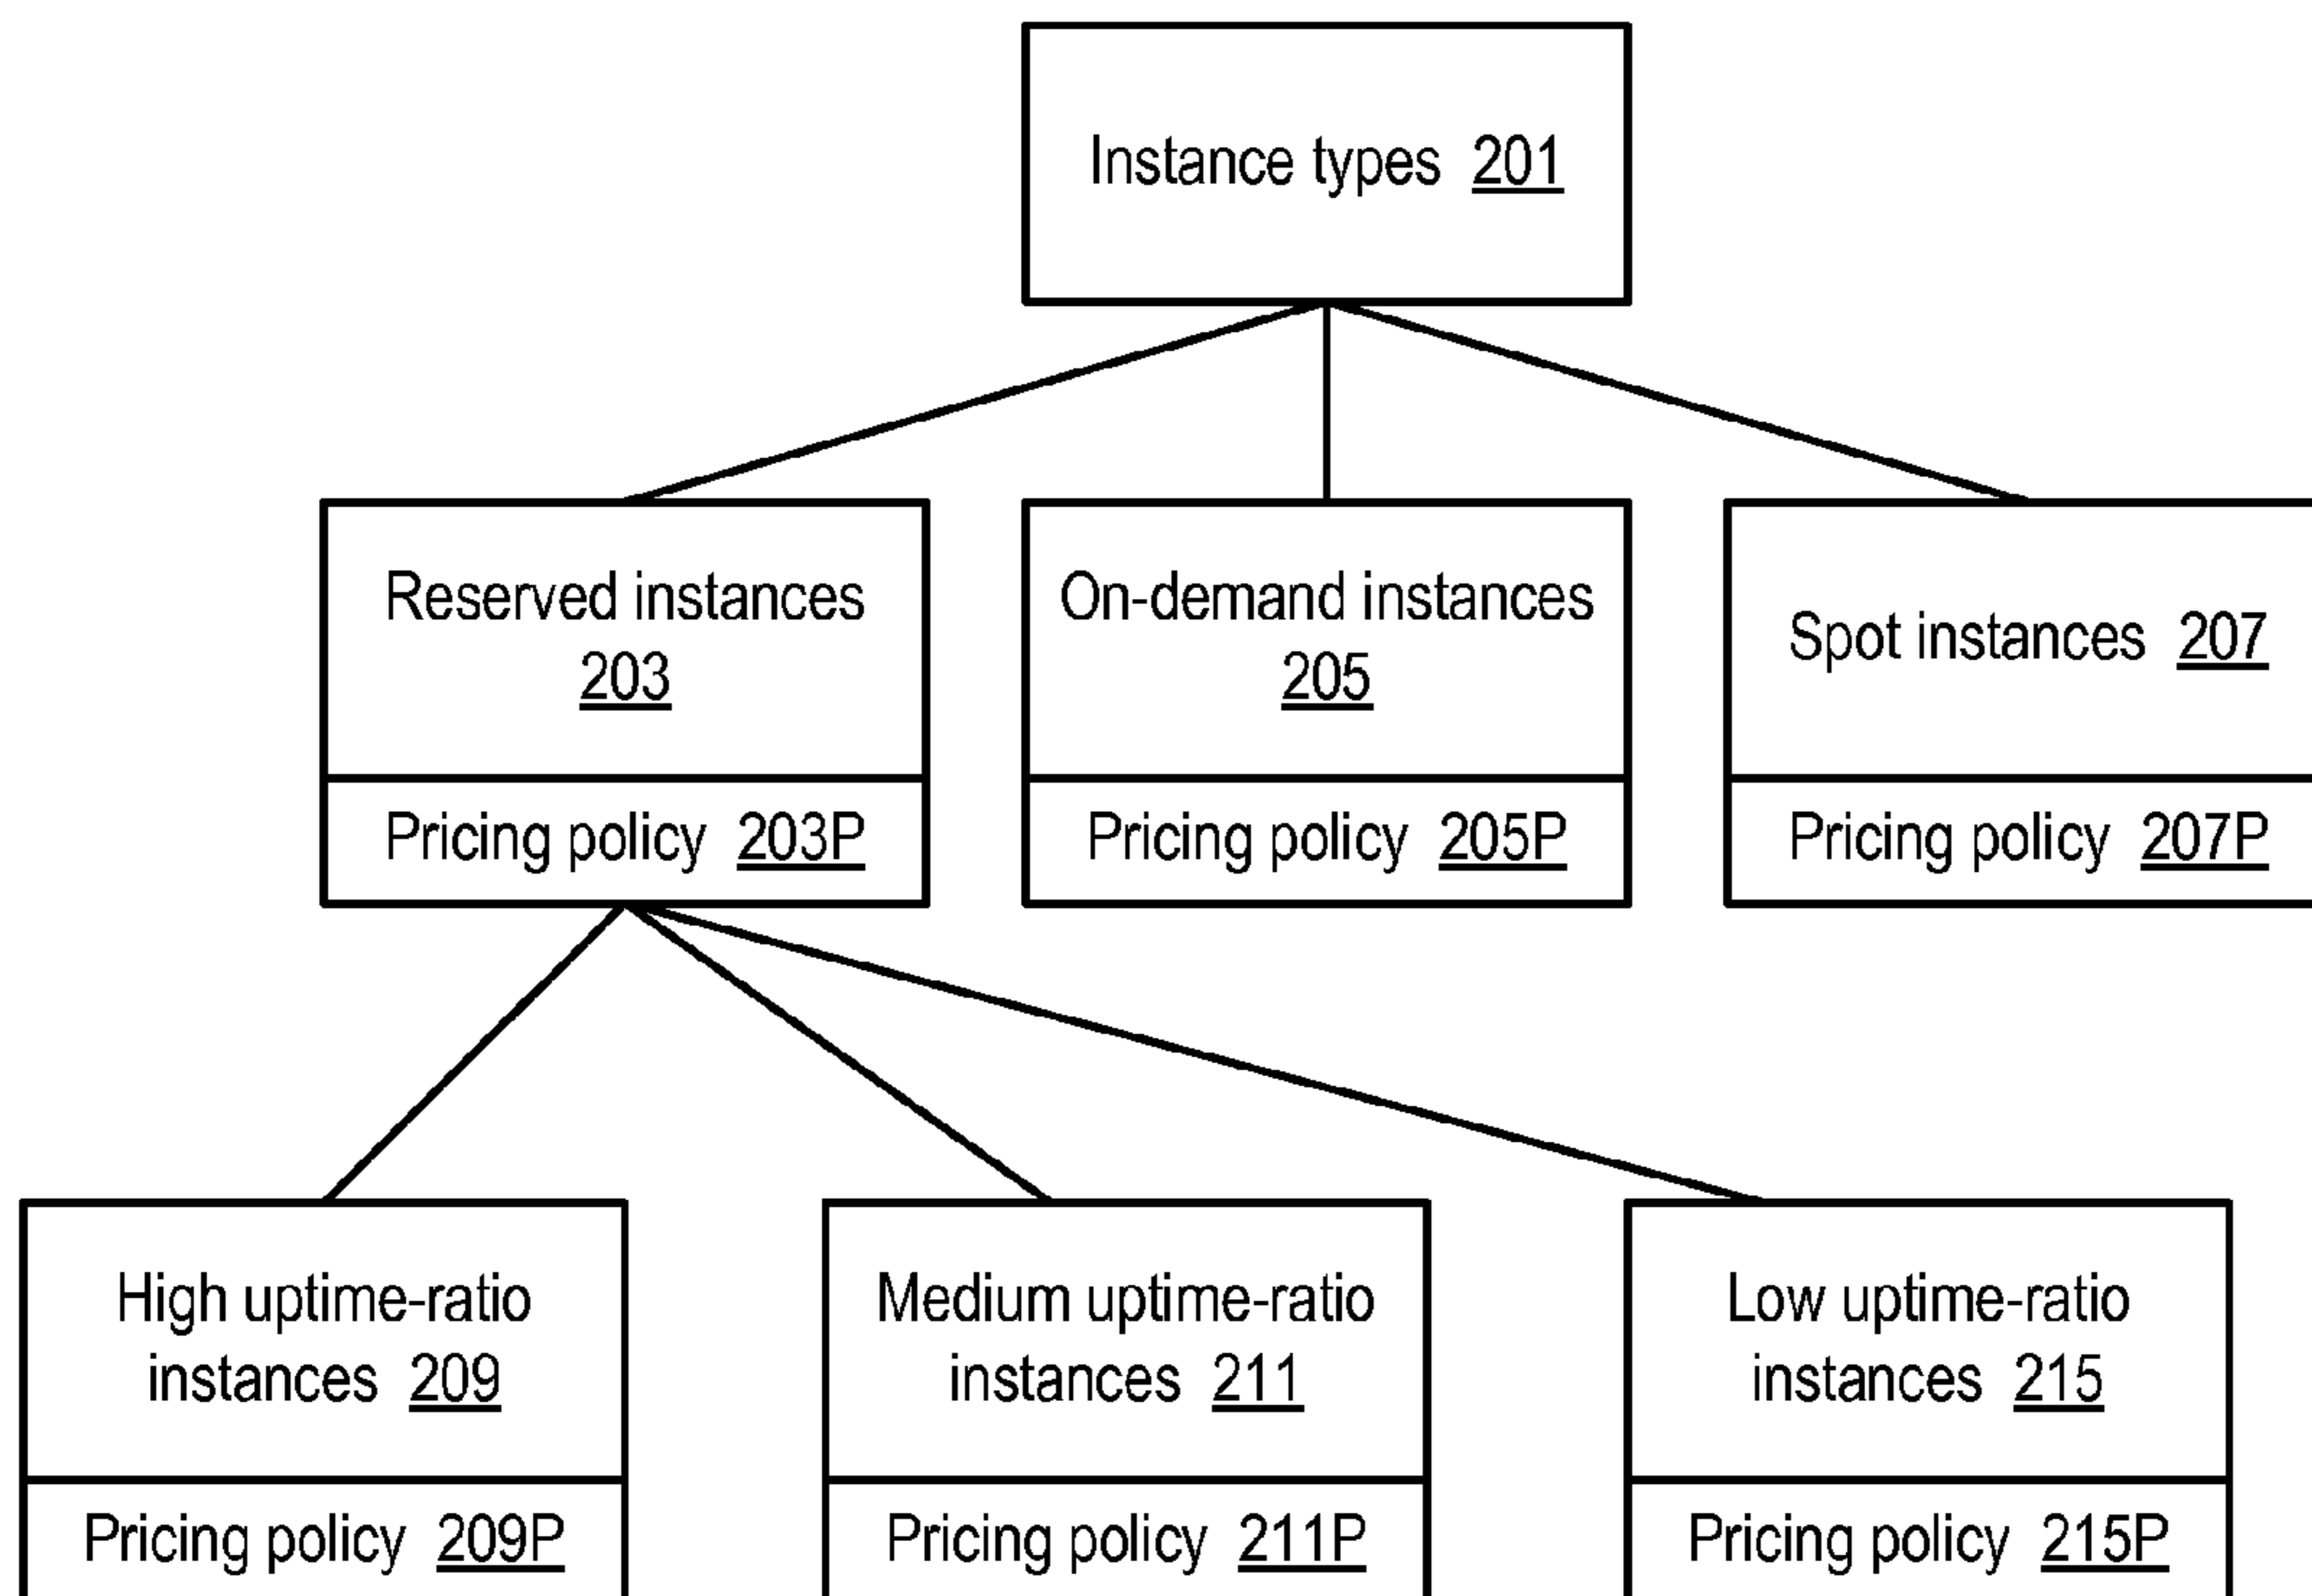 Instance types 201
Reserved instances
203
Pricing policy 203P
On-demand instances
205
Pricing policy 205P
Spot instances 207
Pricing policy 207P
High uptime-ratio
instances 209
Pricing policy 209P
Medium uptime-ratio
instances 211
Pricing policy 211P
Low uptime-ratio
instances 215
Pricing policy 215P